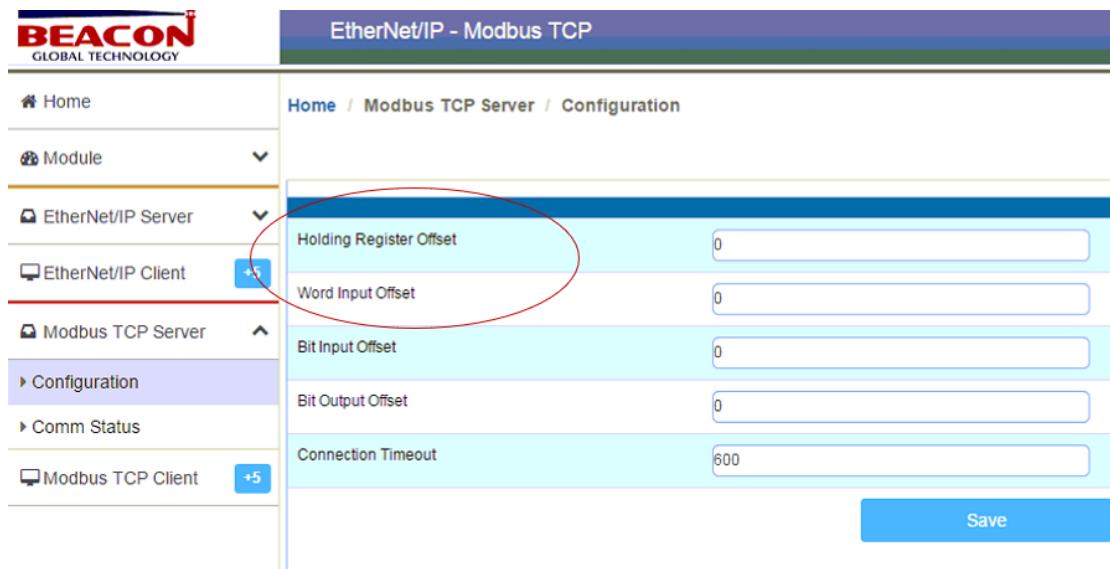 BEACON
GLOBAL TECHNOLOGY
EtherNet/IP - Modbus TCP
Home
Module
EtherNet/IP Server
EtherNet/IP Client
+5
Modbus TCP Server
Configuration
Comm Status
Modbus TCP Client
+5
Home / Modbus TCP Server / Configuration
Holding Register Offset
0
Word Input Offset
0
Bit Input Offset
0
Bit Output Offset
0
Connection Timeout
600
Save